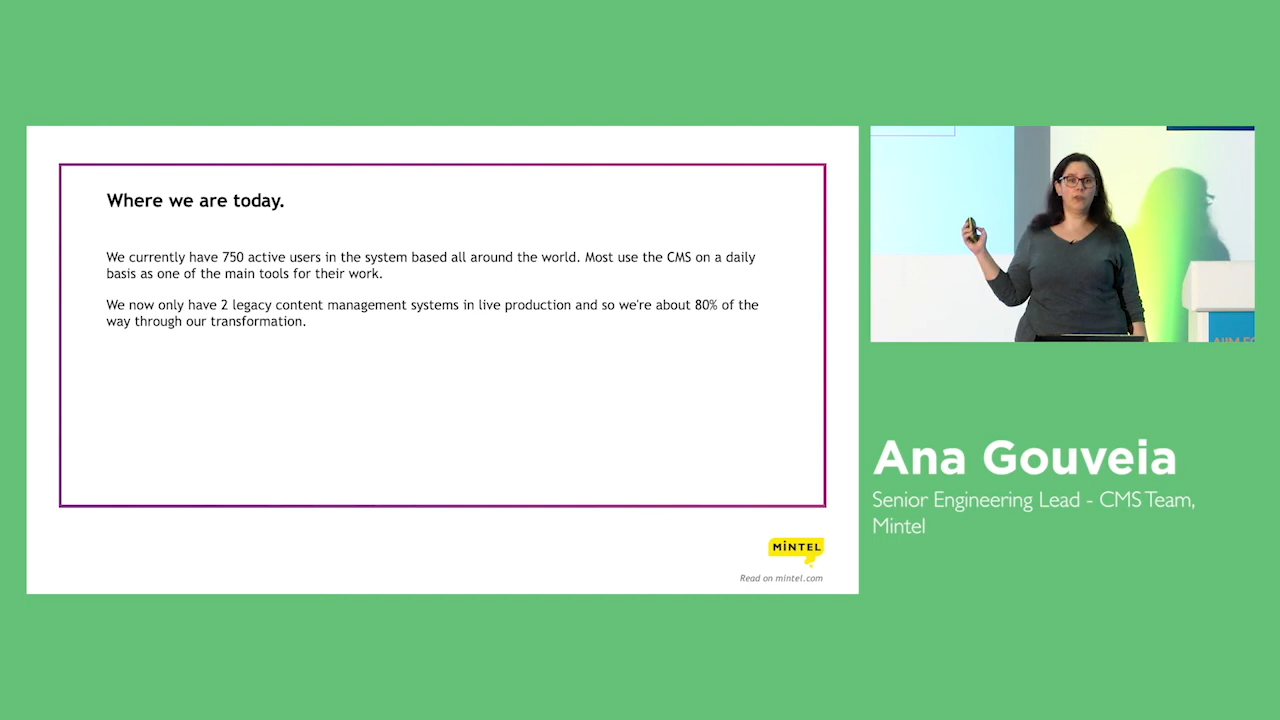 Where we are today.
We currently have 750 active users in the system based all around the world. Most use the CMS on a daily
basis as one of the main tools for their work.
We now only have 2 legacy content management systems in live production and so we're about 80% of the
way through our transformation.
MINTEL
Read on mintel.com
Ana Gouveia
Senior Engineering Lead - CMS Team,
Mintel